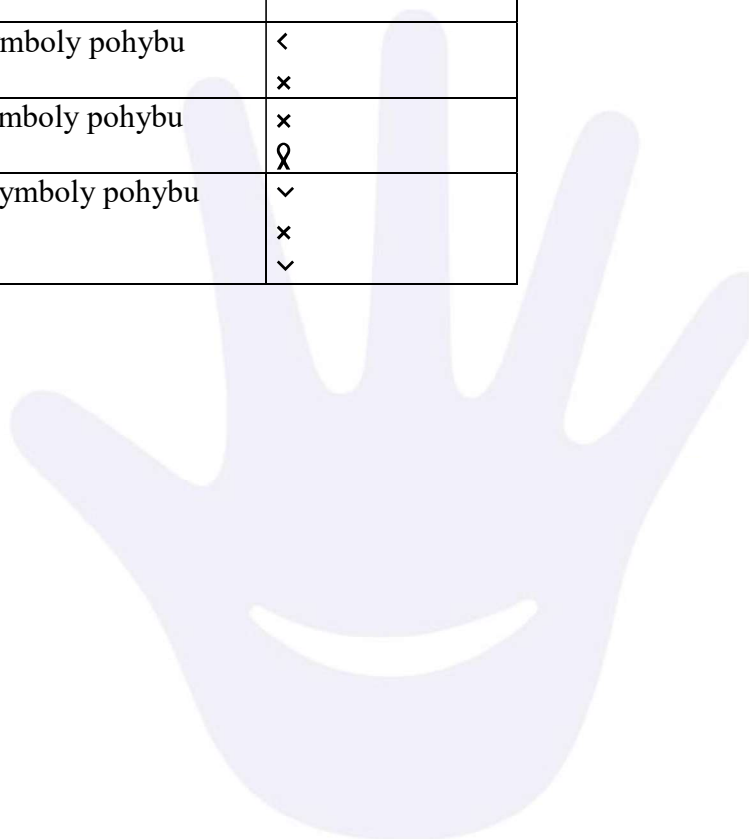 mboly pohybu <
×
mboly pohybu ×
ymboly pohybu ⌄
×
⌄